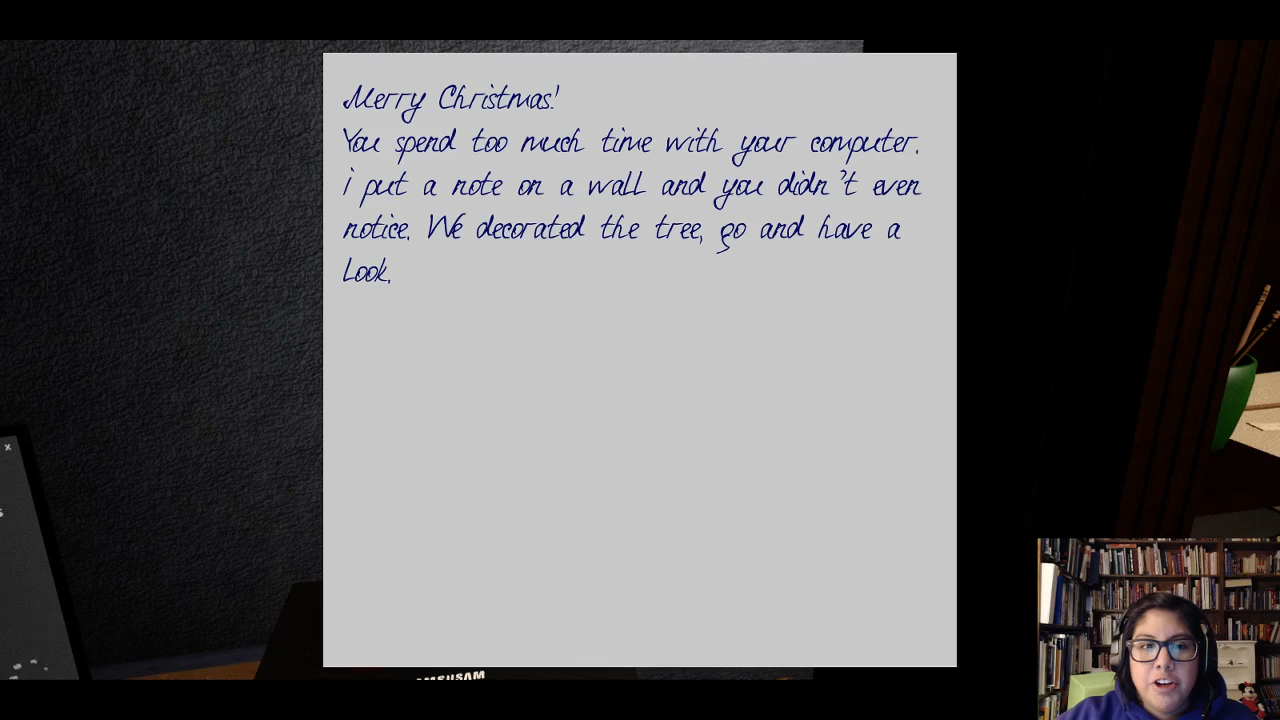 Merry Christmas!
You spend too much time with your computer.
i put a note on a wall and you didn't even
notice. We decorated the tree, go and have a
Look.
x